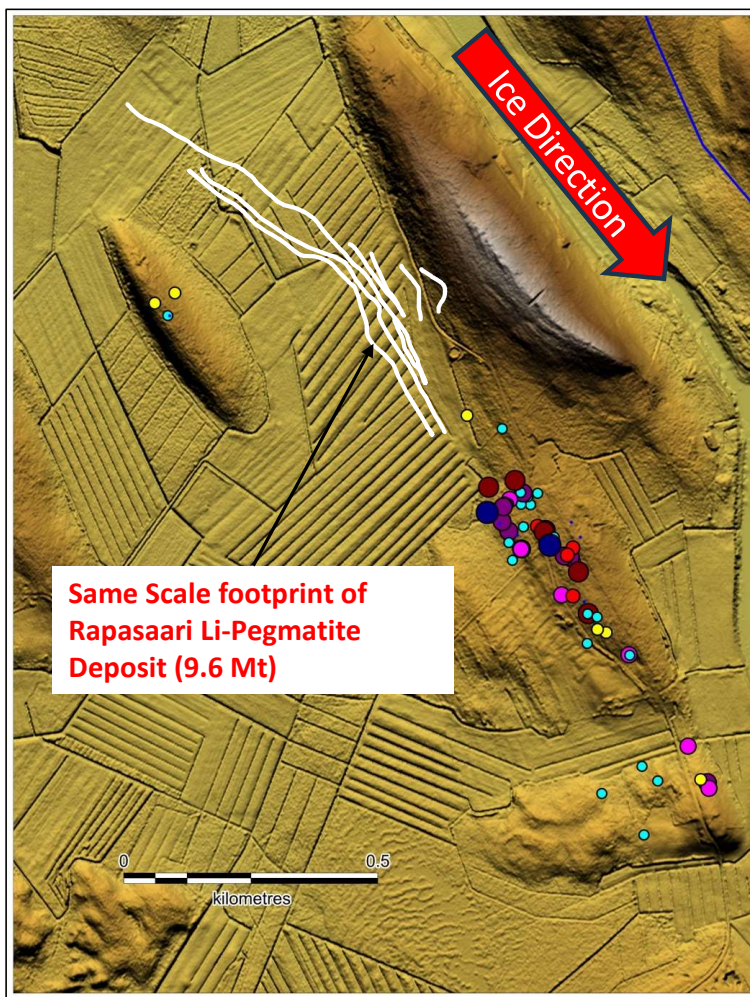 Ice Direction
Same Scale footprint of
Rapasaari Li-Pegmatite
Deposit (9.6 Mt)
0
0.5
kilometres